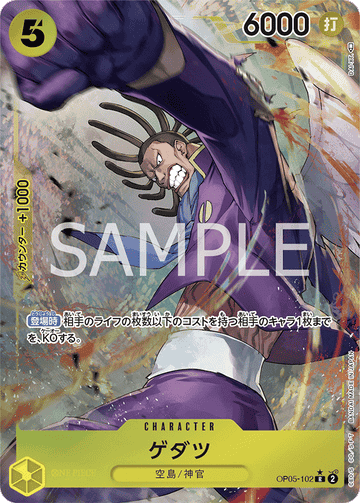 5
6000 打
カウンター +1000
SAMPLE
登場時 相手のライフの枚数以下のコストを持つ相手のキャラ1枚まで
を、KOする。
CHARACTER
ゲダツ
空島/神官
OP05-102 R 2